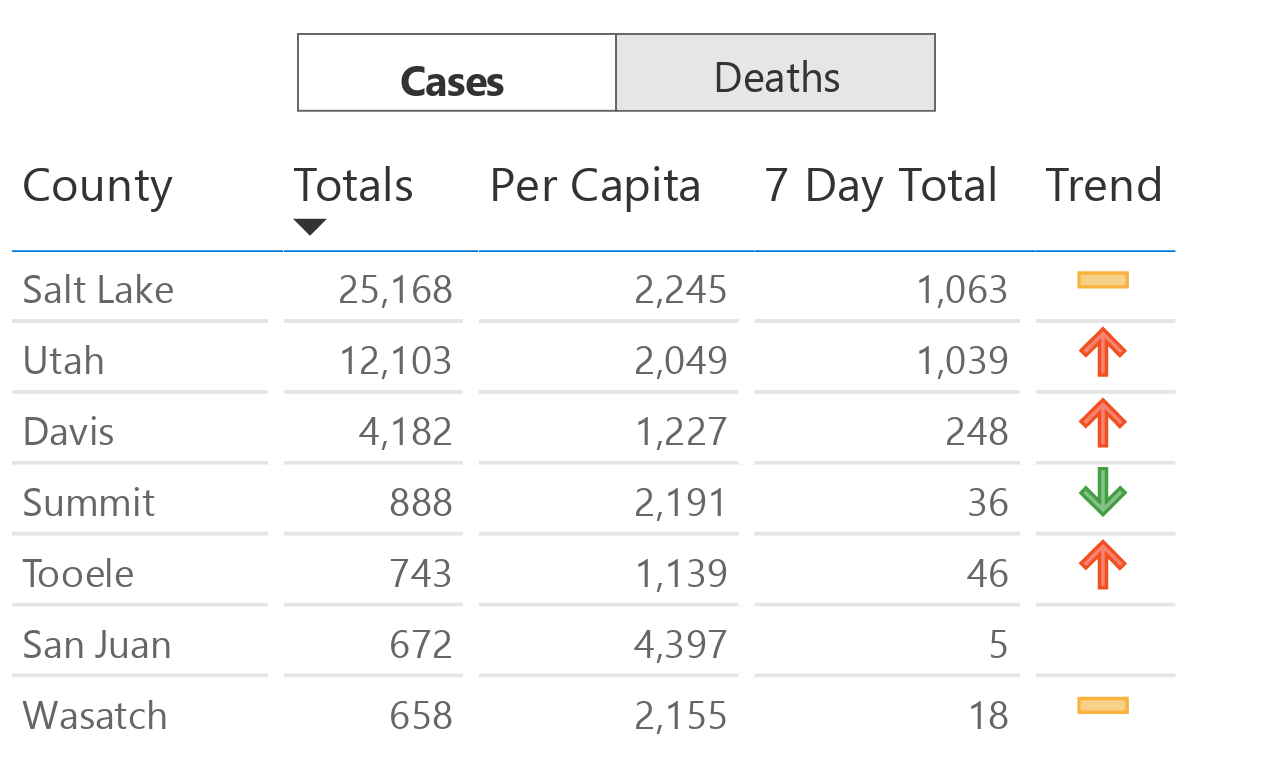 Cases Deaths
County Totals Per Capita 7 Day Total Trend
Salt Lake 25,168 2,245 1,063
Utah 12,103 2,049 1,039
Davis 4,182 1,227 248
Summit 888 2,191 36
Tooele 743 1,139 46
San Juan 672 4,397 5
Wasatch 658 2,155 18